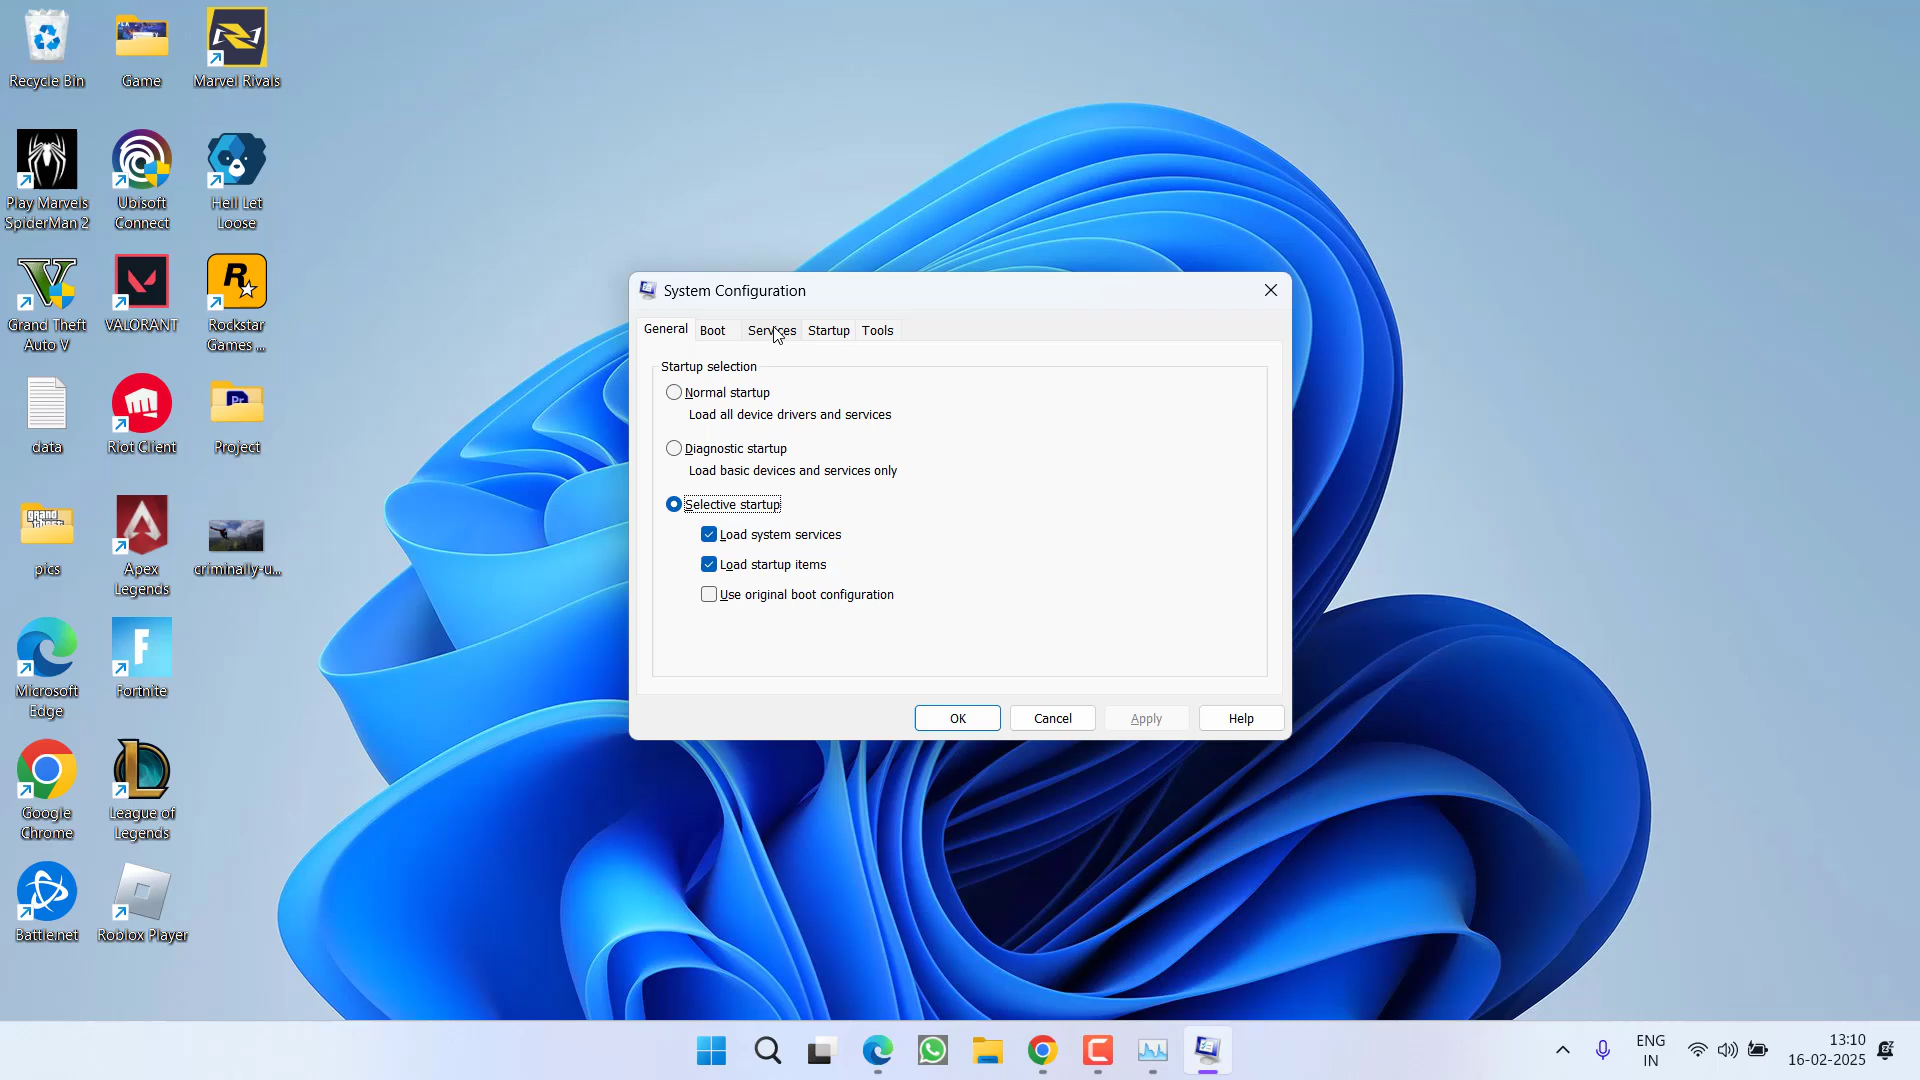 Recycle Bin
Game
Marvel Rivals
Play Marvels
SpiderMan 2
Ubisoft
Connect
Hell Let
Loose
Grand Theft
Auto V
VALORANT
Rockstar
Games ...
data
Riot Client
Project
pics
Apex
Legends
criminally-u...
Microsoft
Edge
Fortnite
Google
Chrome
League of
Legends
Battle.net
Roblox Player
System Configuration
General
Boot
Services
Startup
Tools
Startup selection
Normal startup
Load all device drivers and services
Diagnostic startup
Load basic devices and services only
Selective startup
Load system services
Load startup items
Use original boot configuration
OK
Cancel
Apply
Help
ENG
IN
13:10
16-02-2025